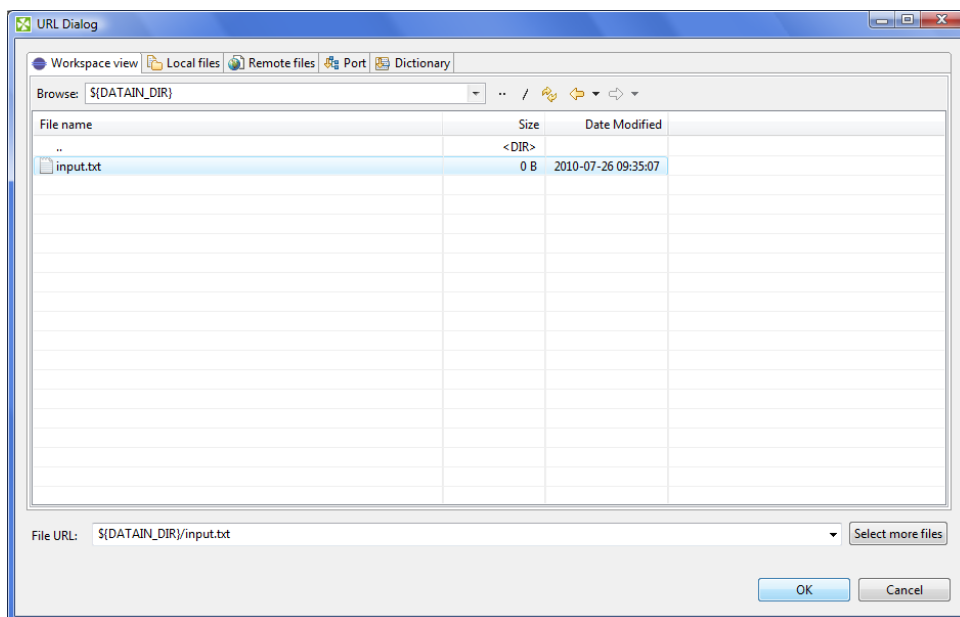 URL Dialog
Workspace view Local files Remote files Port Dictionary
Browse: ${DATAIN_DIR} .. /
File name Size Date Modified
.. <DIR>
input.txt 0 B 2010-07-26 09:35:07
File URL: ${DATAIN_DIR}/input.txt Select more files
OK Cancel